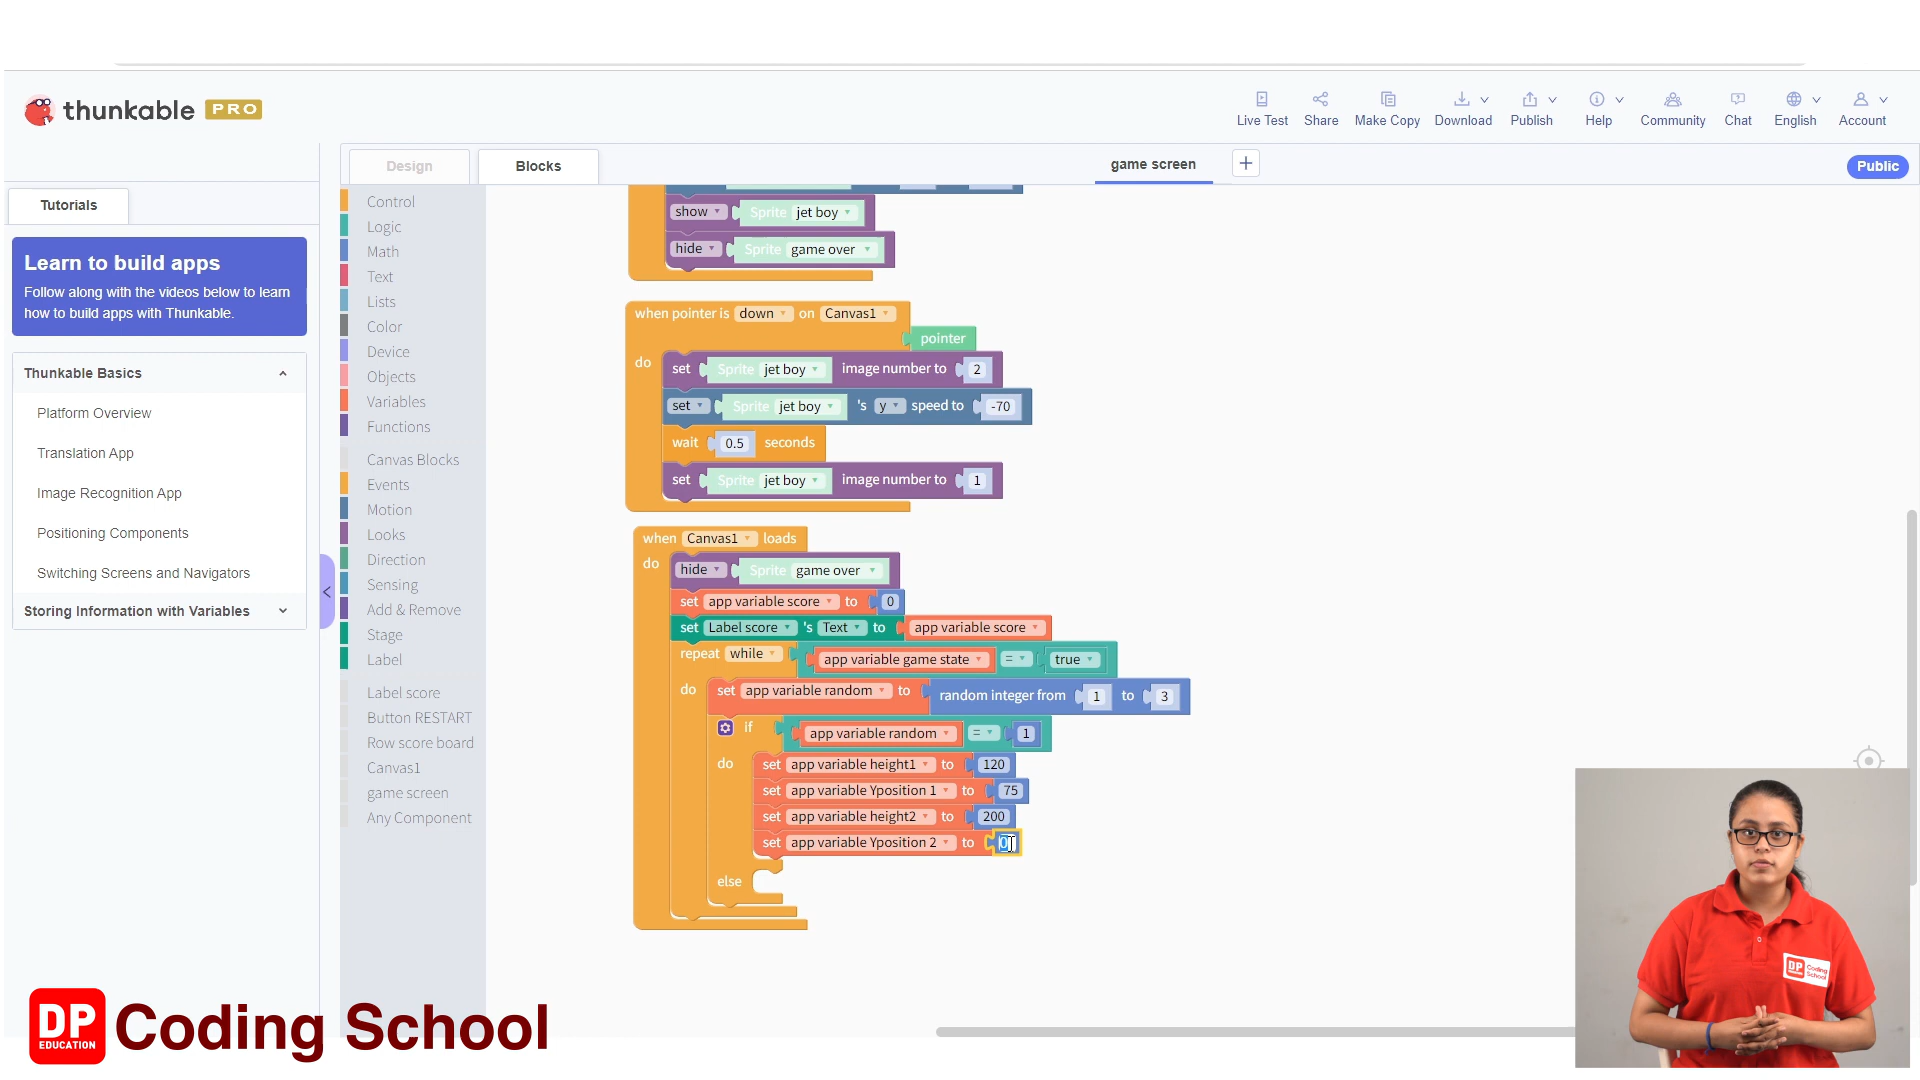 thunkable PRO
Live Test Share Make Copy Download Publish Help Community Chat English Account
Design Blocks game screen + Public
Tutorials
Learn to build apps
Follow along with the videos below to learn
how to build apps with Thunkable.
Thunkable Basics
Platform Overview
Translation App
Image Recognition App
Positioning Components
Switching Screens and Navigators
Storing Information with Variables
Control
Logic
Math
Text
Lists
Color
Device
Objects
Variables
Functions
Canvas Blocks
Events
Motion
Looks
Direction
Sensing
Add & Remove
Stage
Label
Label score
Button RESTART
Row score board
Canvas1
game screen
Any Component
show Sprite jet boy
hide Sprite game over
when pointer is down on Canvas1
pointer
do set Sprite jet boy image number to 2
set Sprite jet boy 's y speed to -70
wait 0.5 seconds
set Sprite jet boy image number to 1
when Canvas1 loads
do hide Sprite game over
set app variable score to 0
set Label score 's Text to app variable score
repeat while app variable game state = true
do set app variable random to random integer from 1 to 3
if app variable random = 1
do set app variable height1 to 120
set app variable Yposition 1 to 75
set app variable height2 to 200
set app variable Yposition 2 to 0
else
DP
EDUCATION
Coding School
DP Coding
School